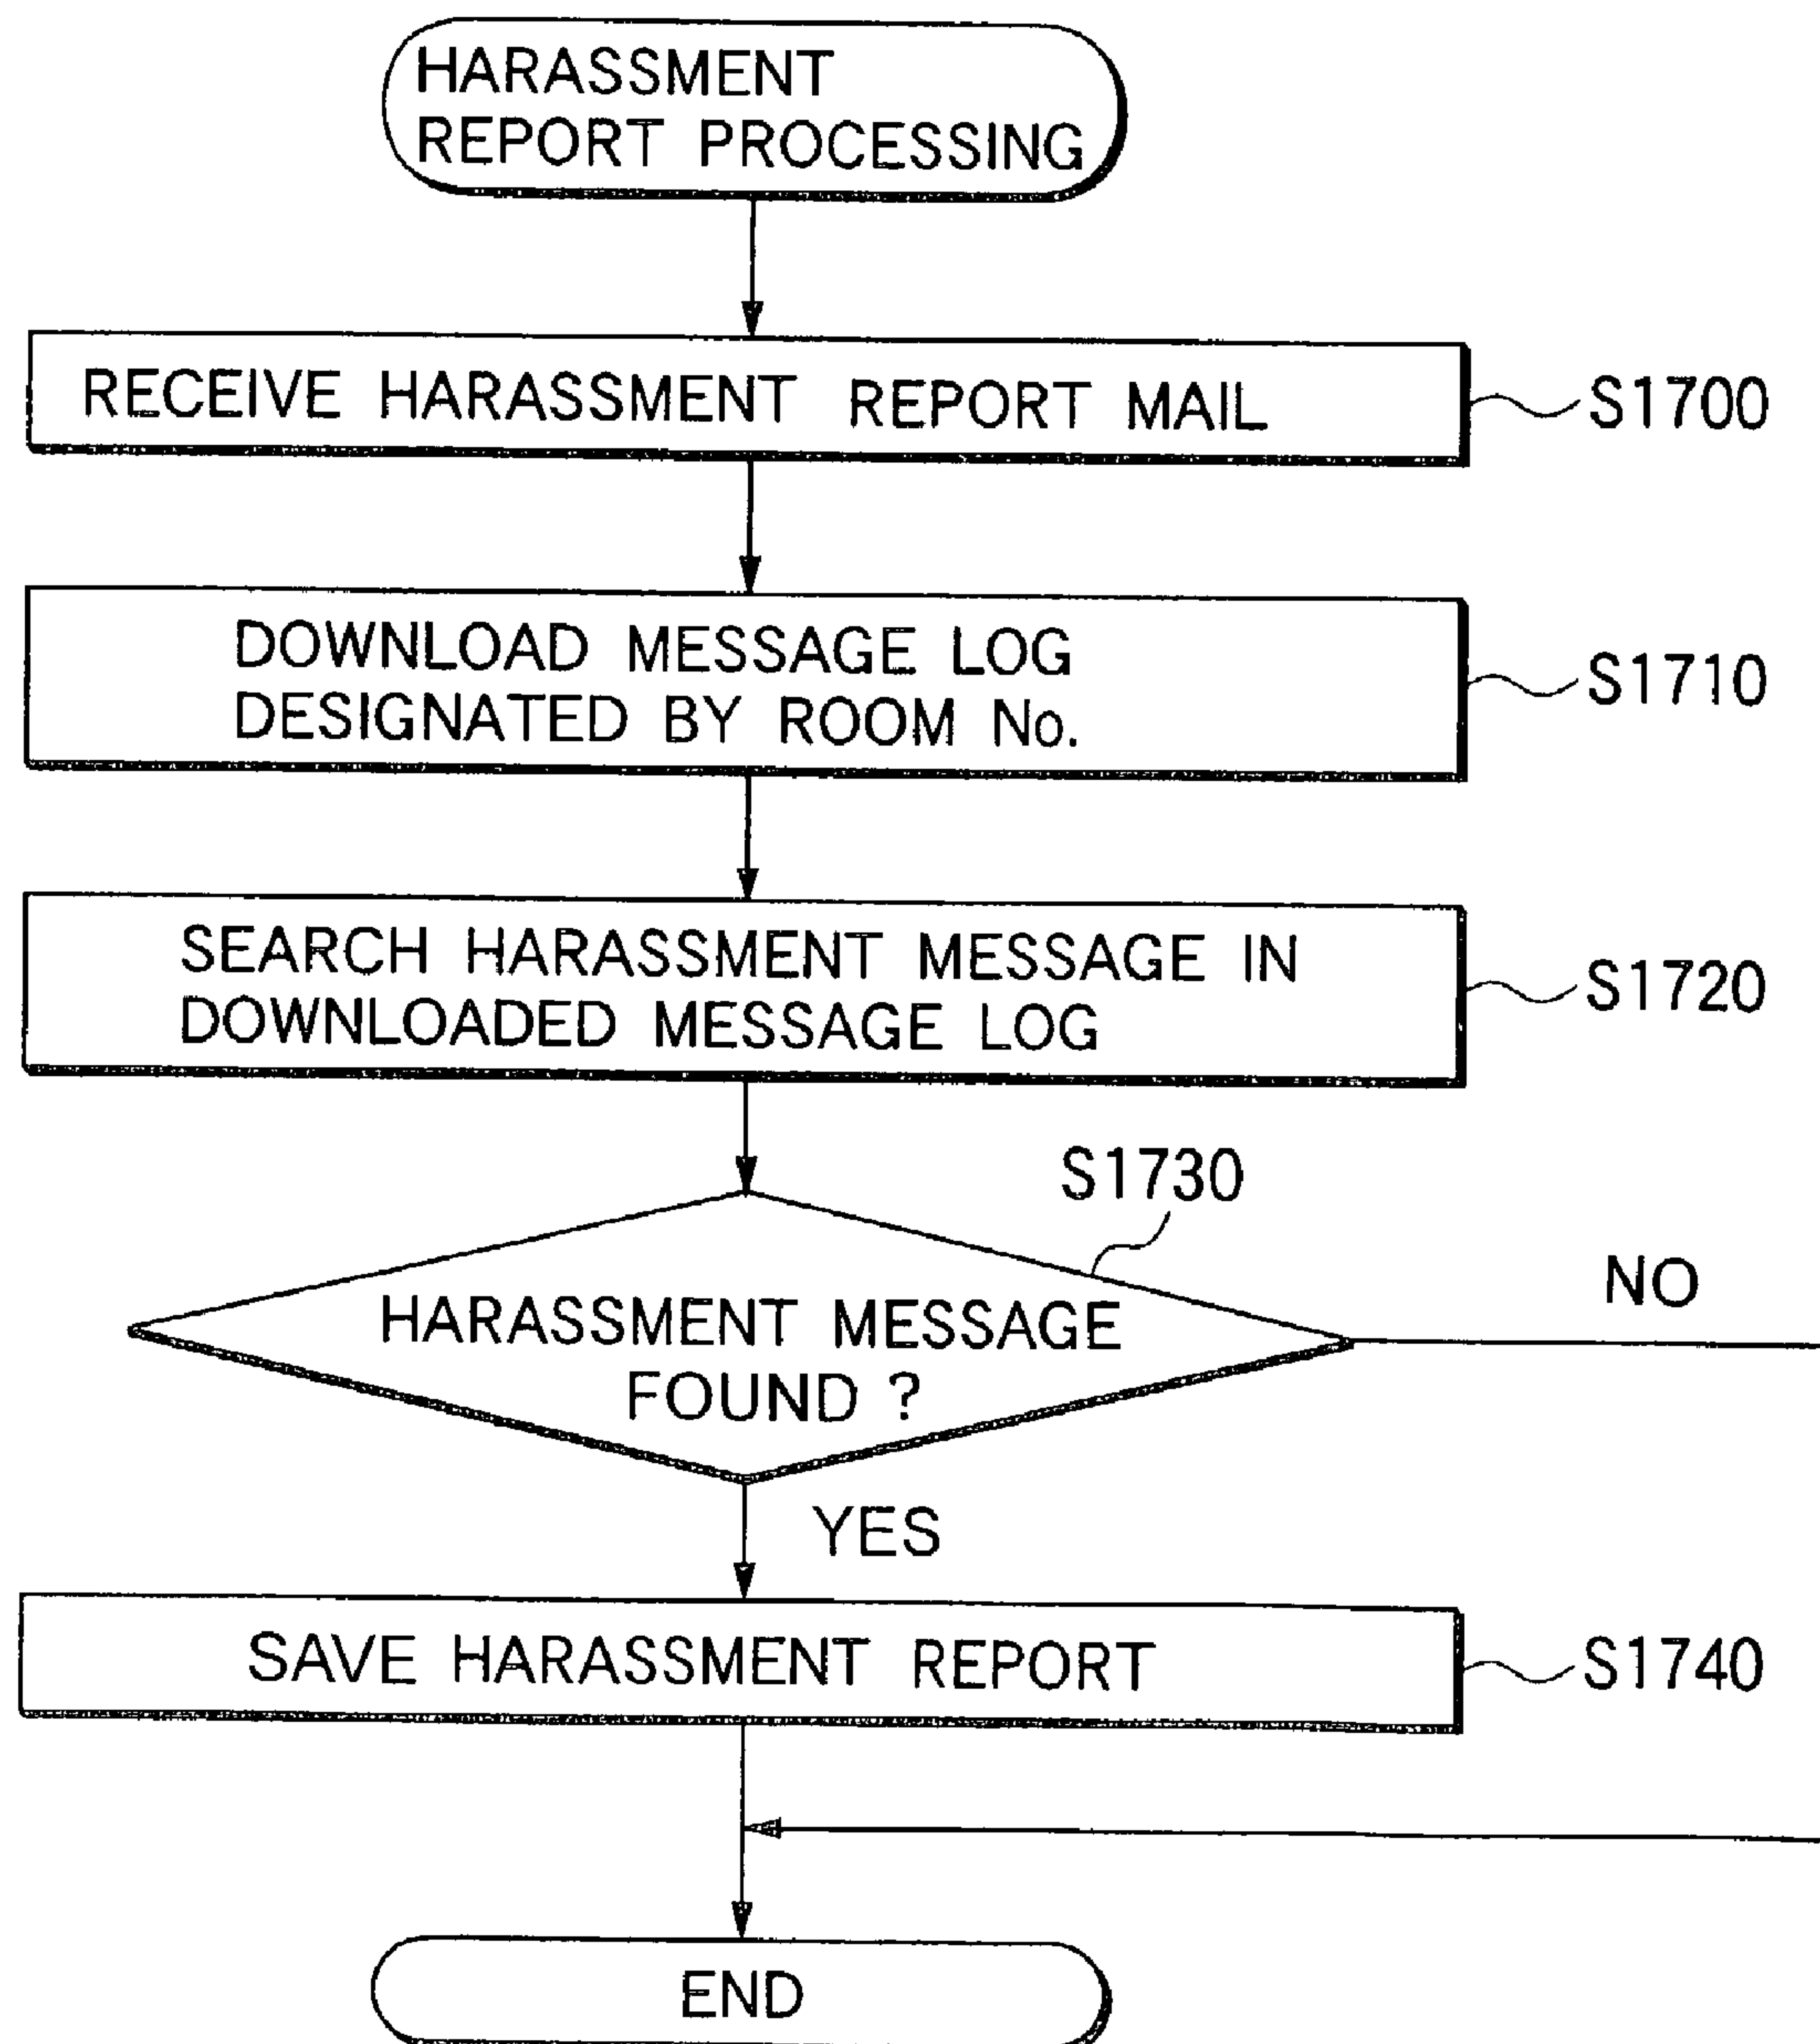 HARASSMENT
REPORT PROCESSING
RECEIVE HARASSMENT REPORT MAIL
S1700
DOWNLOAD MESSAGE LOG
DESIGNATED BY ROOM No.
S1710
SEARCH HARASSMENT MESSAGE IN
DOWNLOADED MESSAGE LOG
S1720
S1730
HARASSMENT MESSAGE
FOUND ?
NO
YES
SAVE HARASSMENT REPORT
S1740
END